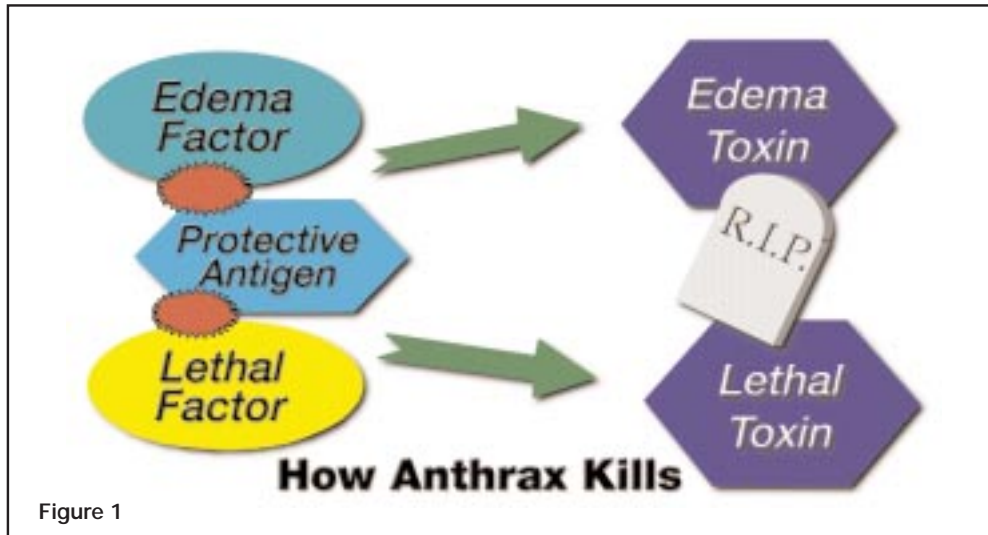 Edema
Factor
Protective
Antigen
Lethal
Factor
Edema
Toxin
R.I.P.
Lethal
Toxin
How Anthrax Kills
Figure 1